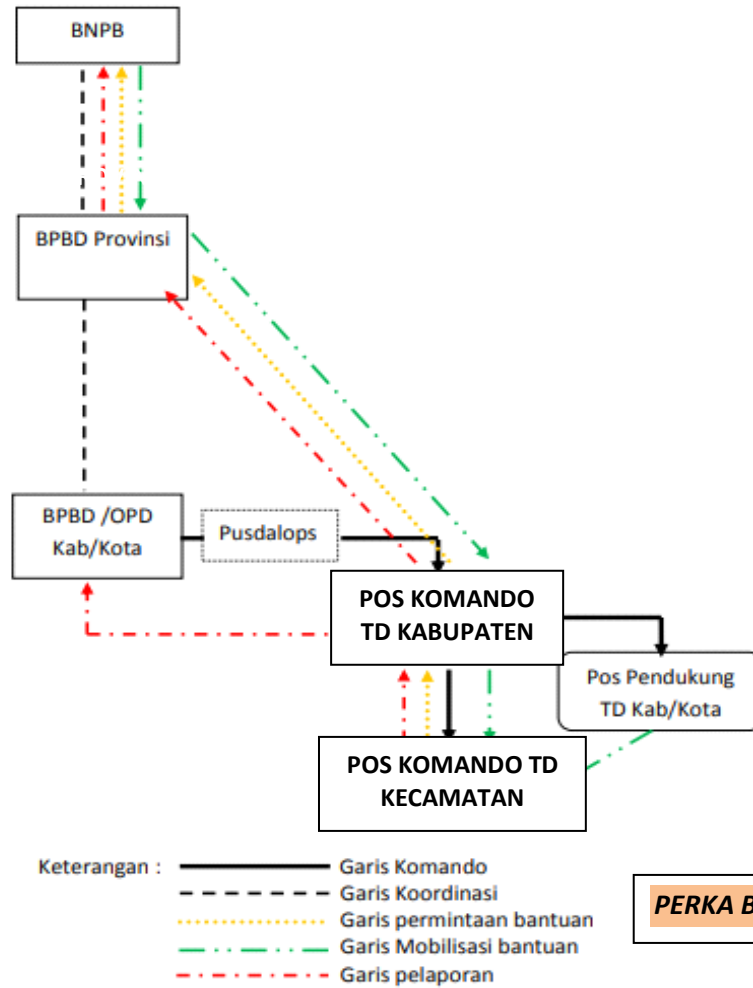 BNPB
BPBD Provinsi
BPBD /OPD
Kab/Kota
Pusdalops
POS KOMANDO
TD KABUPATEN
Pos Pendukung
TD Kab/Kota
POS KOMANDO TD
KECAMATAN
Keterangan :
Garis Komando
Garis Koordinasi
Garis permintaan bantuan
Garis Mobilisasi bantuan
Garis pelaporan
PERKA B